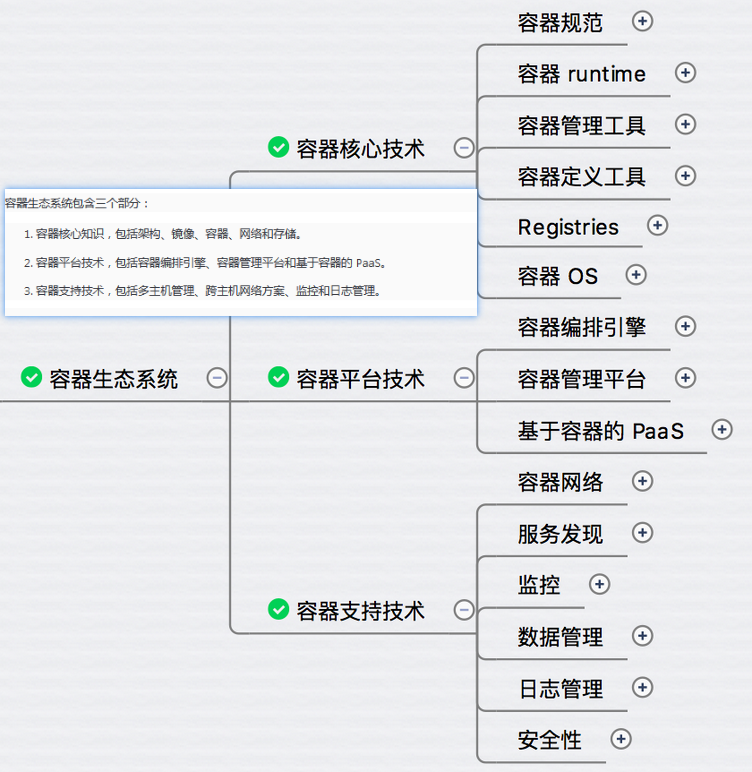 容器规范
容器 runtime
容器管理工具
容器核心技术
容器定义工具
容器生态系统包含三个部分：
1. 容器核心知识，包括架构、镜像、容器、网络和存储。
2. 容器平台技术，包括容器编排引擎、容器管理平台和基于容器的 PaaS。
3. 容器支持技术，包括多主机管理、跨主机网络方案、监控和日志管理。
Registries
容器 OS
容器编排引擎
容器生态系统
容器平台技术
容器管理平台
基于容器的 PaaS
容器网络
服务发现
监控
容器支持技术
数据管理
日志管理
安全性